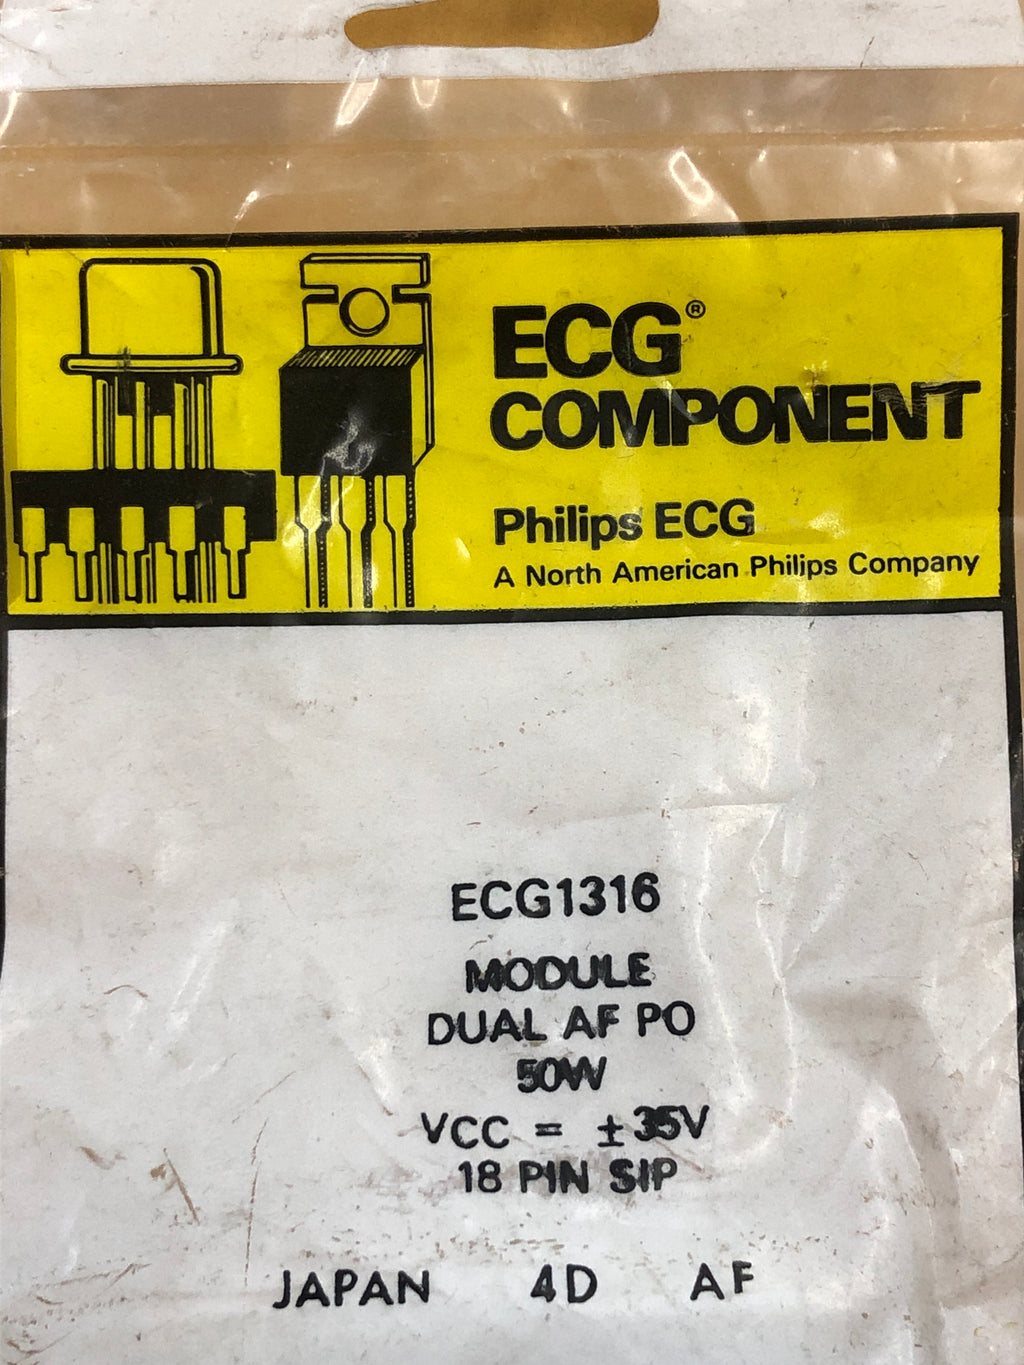 ECG®
COMPONENT
Philips ECG
A North American Philips Company
ECG1316
MODULE
DUAL AF PO
50W
VCC = ±35V
18 PIN SIP
JAPAN 4D AF